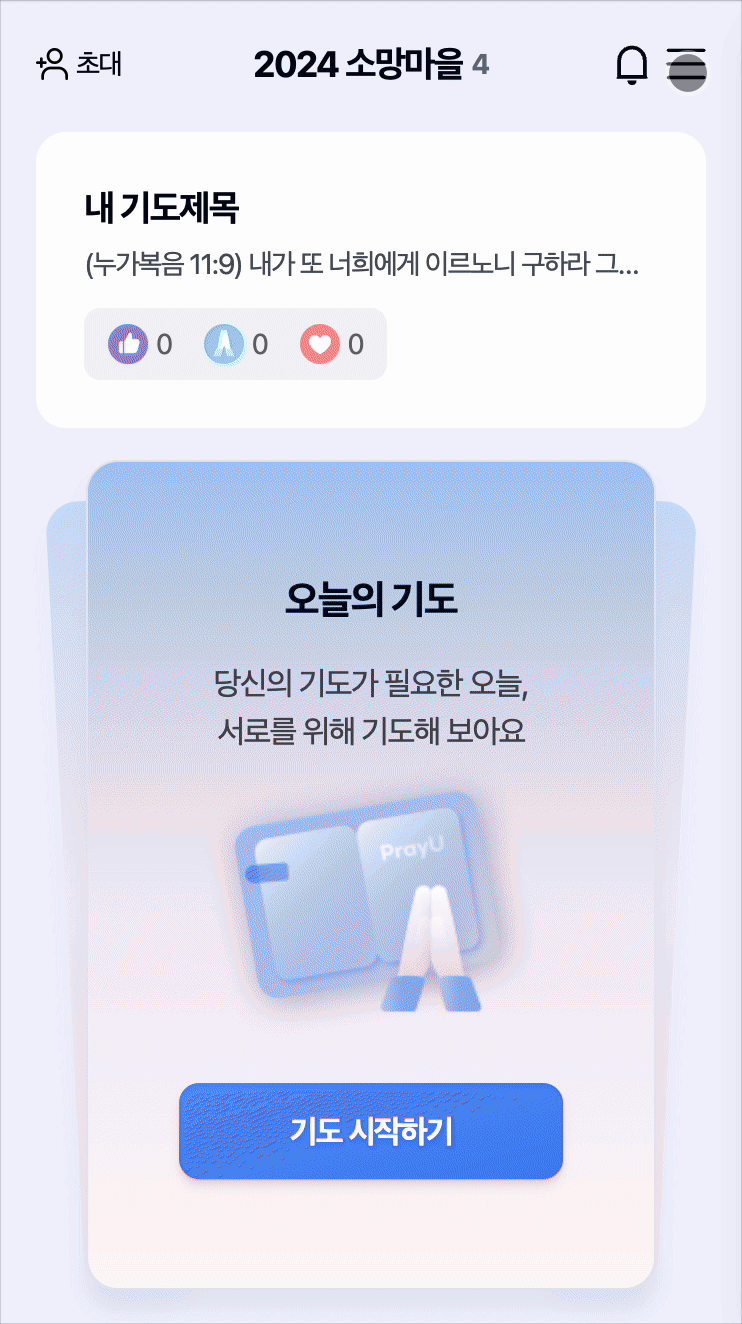 초대
2024 소망마을 4
내 기도제목
(누가복음 11:9) 내가 또 너희에게 이르노니 구하라 그...
0 0 0
오늘의 기도
당신의 기도가 필요한 오늘,
서로를 위해 기도해 보아요
PrayU
기도 시작하기